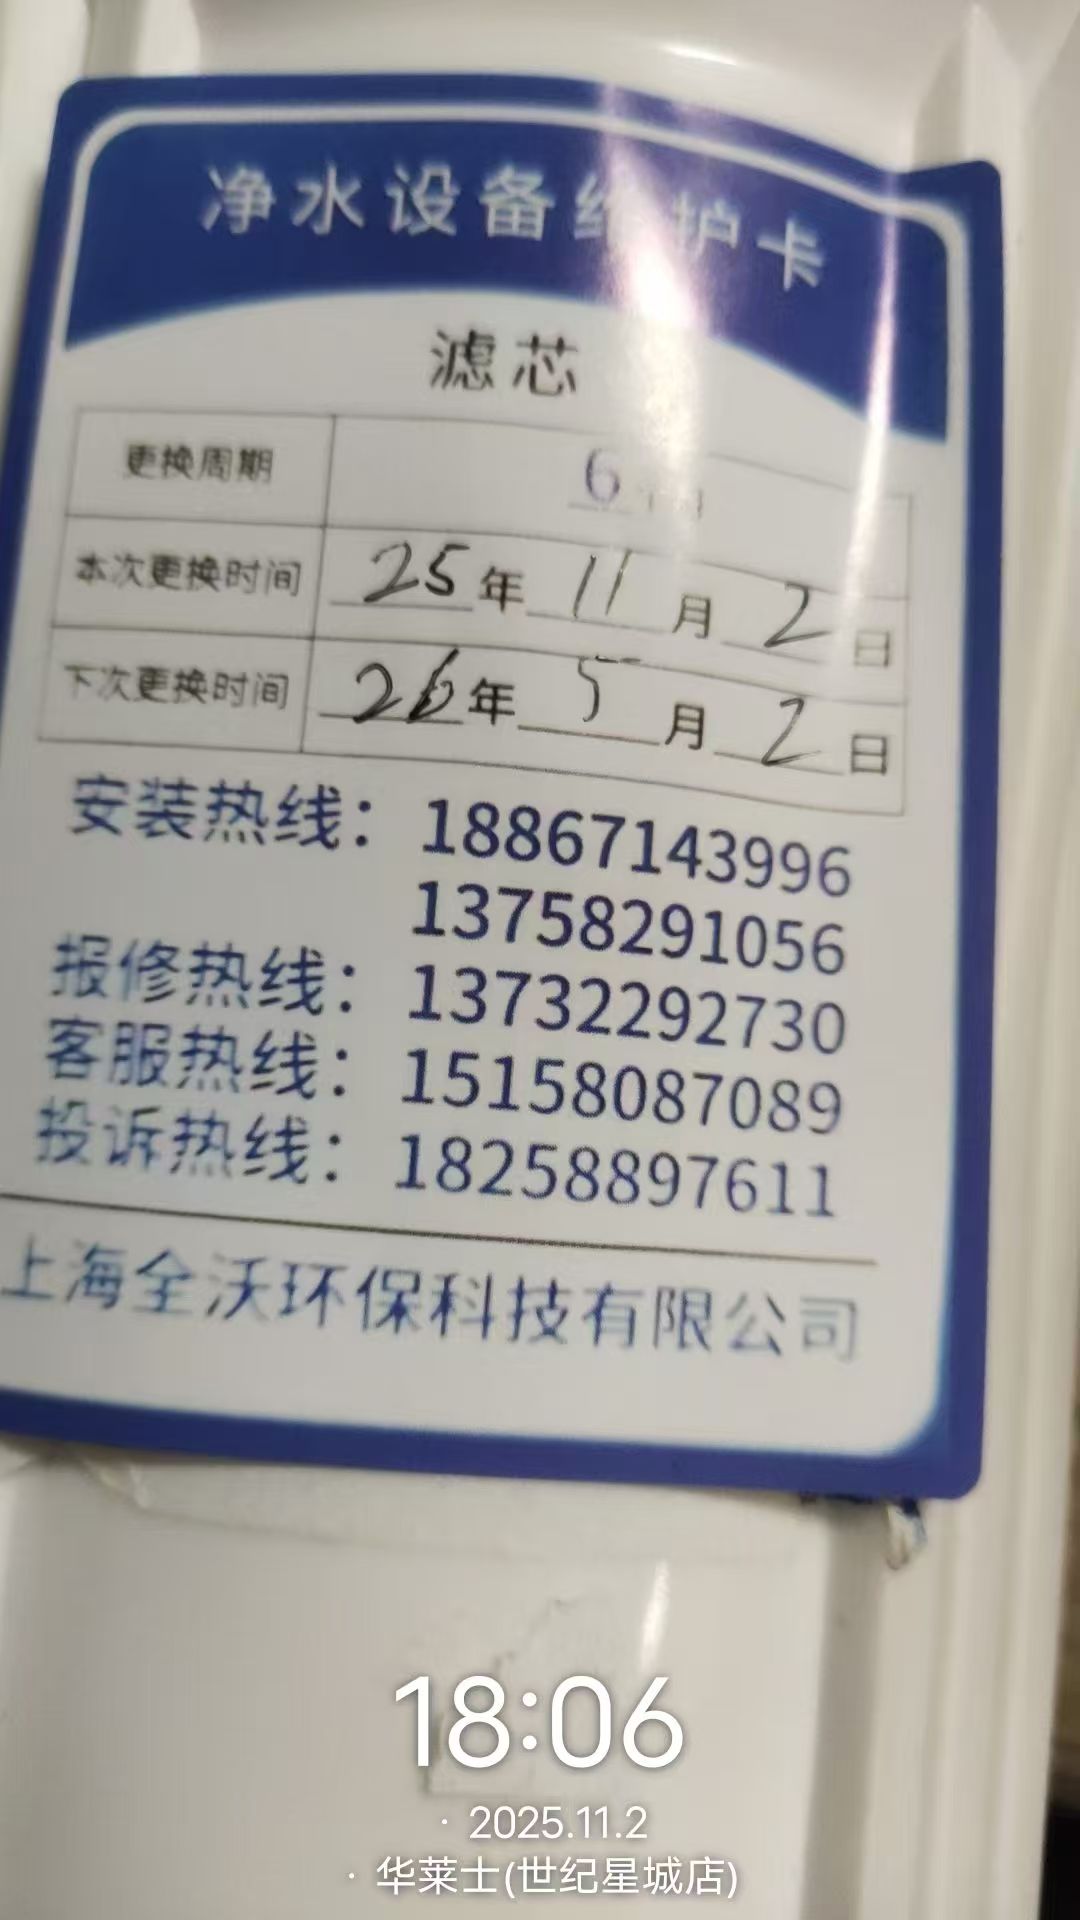 净水设备维护卡
滤芯
更换周期 6个月
本次更换时间 25年11月2日
下次更换时间 26年5月2日
安装热线：18867143996
13758291056
报修热线：13732292730
客服热线：15158087089
投诉热线：18258897611
上海全沃环保科技有限公司
18:06
· 2025.11.2
· 华莱士(世纪星城店)